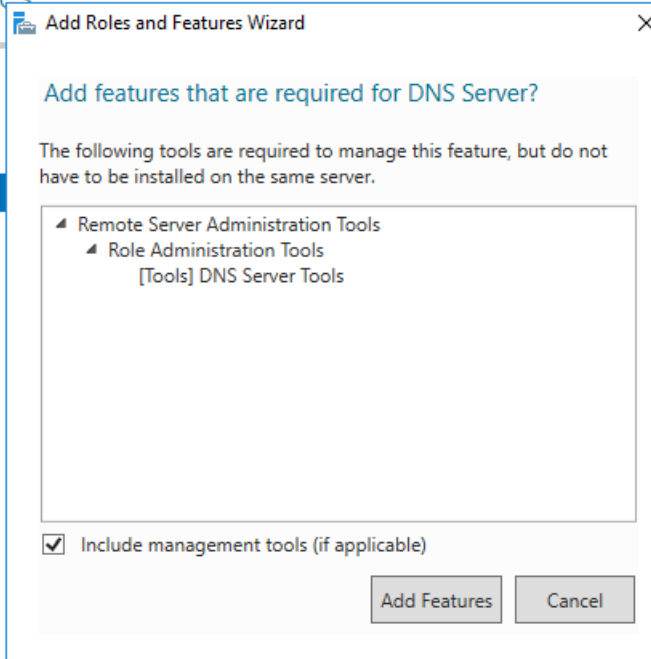 Add Roles and Features Wizard
Add features that are required for DNS Server?
The following tools are required to manage this feature, but do not
have to be installed on the same server.
Remote Server Administration Tools
Role Administration Tools
[Tools] DNS Server Tools
Include management tools (if applicable)
Add Features
Cancel